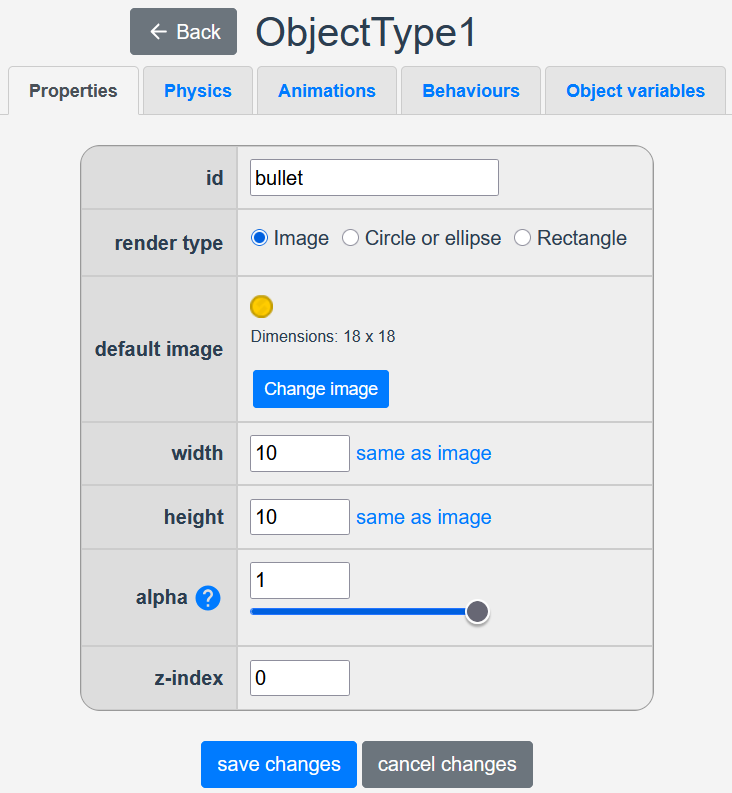 Back ObjectType1
Properties Physics Animations Behaviours Object variables
id bullet
render type Image Circle or ellipse Rectangle
default image
Dimensions: 18 x 18
Change image
width 10 same as image
height 10 same as image
alpha ? 1
z-index 0
save changes cancel changes